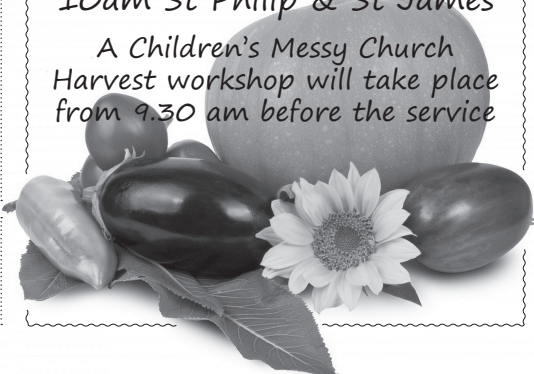 10am St Philip & St James
A Children's Messy Church
Harvest workshop will take place
from 9.30 am before the service